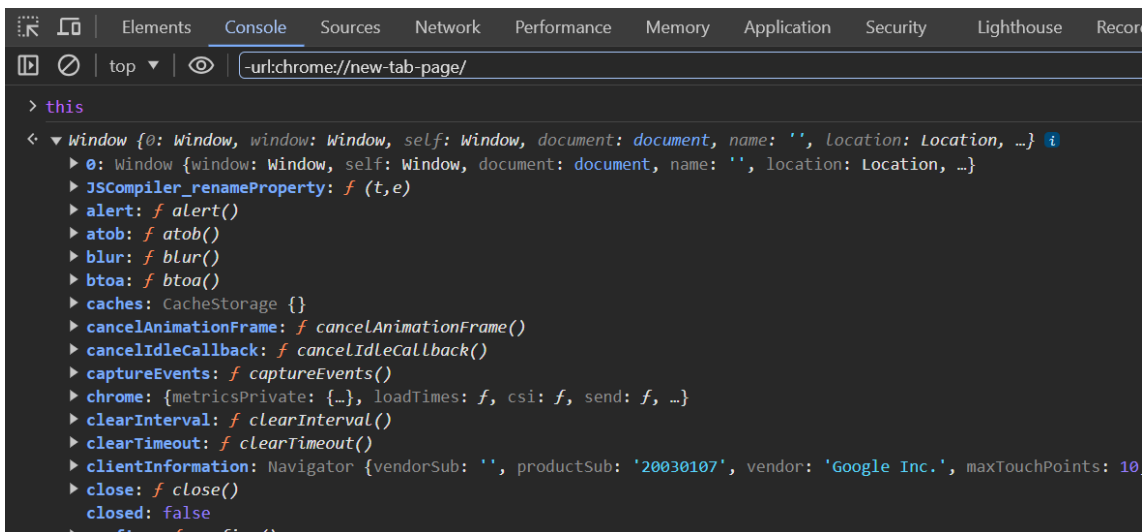 Elements Console Sources Network Performance Memory Application Security Lighthouse Recor
top ▼ -url:chrome://new-tab-page/
> this
<· ▼ Window {0: Window, window: Window, self: Window, document: document, name: '', location: Location, …} i
▶ 0: Window {window: Window, self: Window, document: document, name: '', location: Location, …}
▶ JSCompiler_renameProperty: ƒ (t,e)
▶ alert: ƒ alert()
▶ atob: ƒ atob()
▶ blur: ƒ blur()
▶ btoa: ƒ btoa()
▶ caches: CacheStorage {}
▶ cancelAnimationFrame: ƒ cancelAnimationFrame()
▶ cancelIdleCallback: ƒ cancelIdleCallback()
▶ captureEvents: ƒ captureEvents()
▶ chrome: {metricsPrivate: {…}, loadTimes: ƒ, csi: ƒ, send: ƒ, …}
▶ clearInterval: ƒ clearInterval()
▶ clearTimeout: ƒ clearTimeout()
▶ clientInformation: Navigator {vendorSub: '', productSub: '20030107', vendor: 'Google Inc.', maxTouchPoints: 10,
▶ close: ƒ close()
closed: false